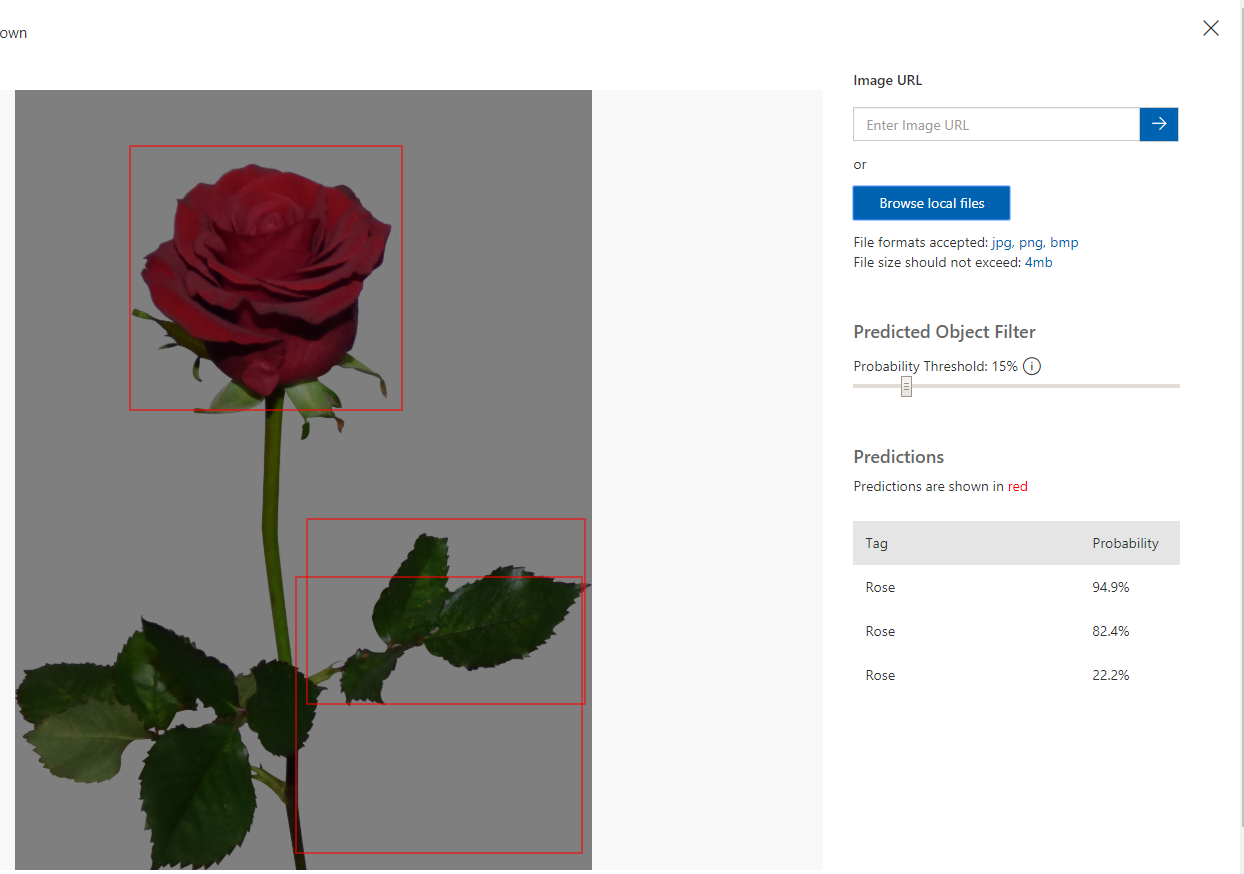 own
Image URL
Enter Image URL
or
Browse local files
File formats accepted: jpg, png, bmp
File size should not exceed: 4mb
Predicted Object Filter
Probability Threshold: 15%
Predictions
Predictions are shown in red
Tag Probability
Rose 94.9%
Rose 82.4%
Rose 22.2%